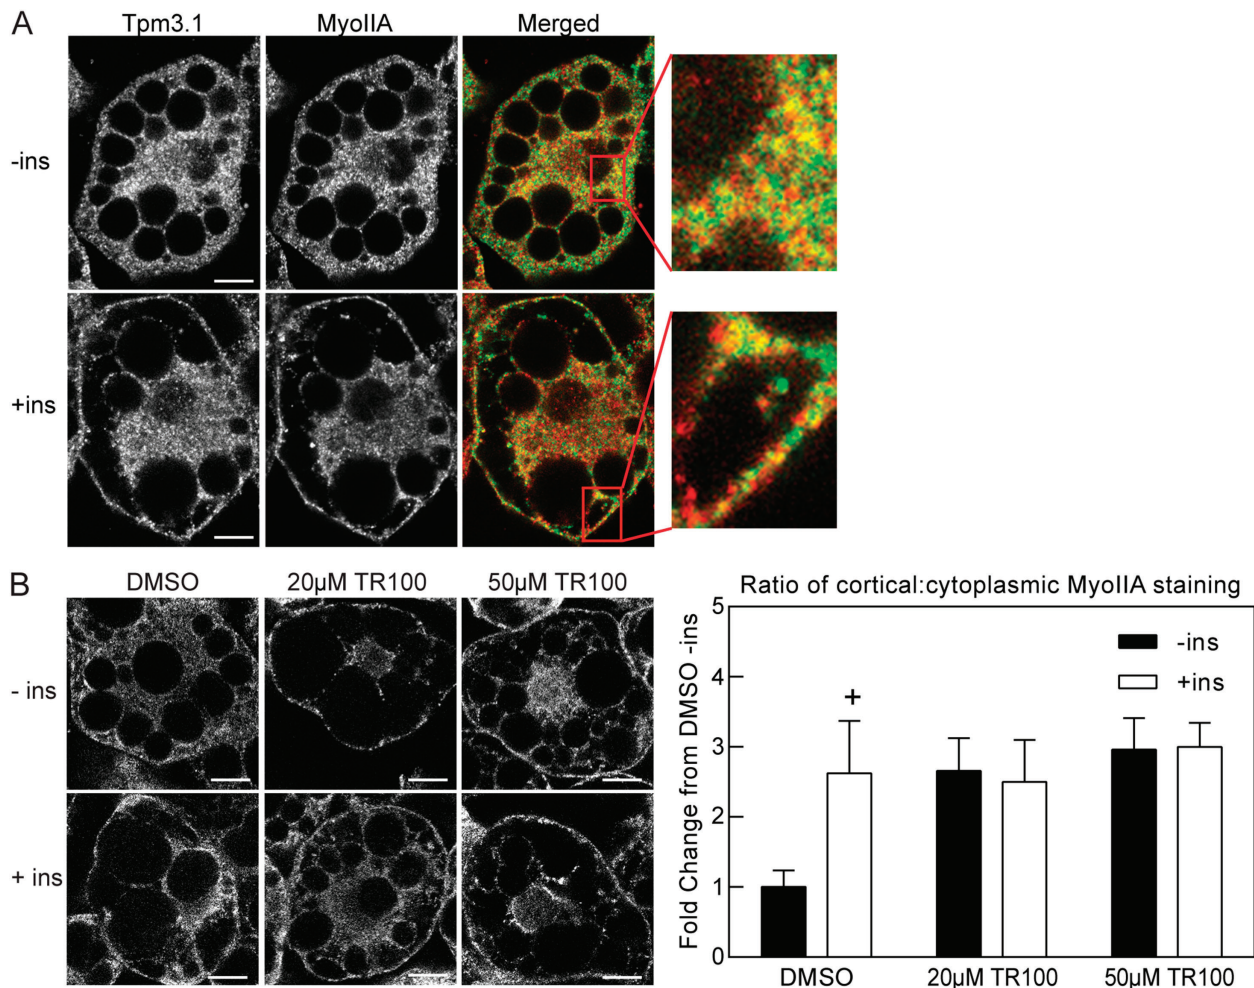 A
Tpm3.1 MyoIIA Merged
-ins
+ins
B
DMSO 20µM TR100 50µM TR100
- ins
+ ins
Ratio of cortical:cytoplasmic MyoIIA staining
Fold Change from DMSO -ins
5
4
3
2
1
0
-ins
+ins
+
DMSO 20µM TR100 50µM TR100